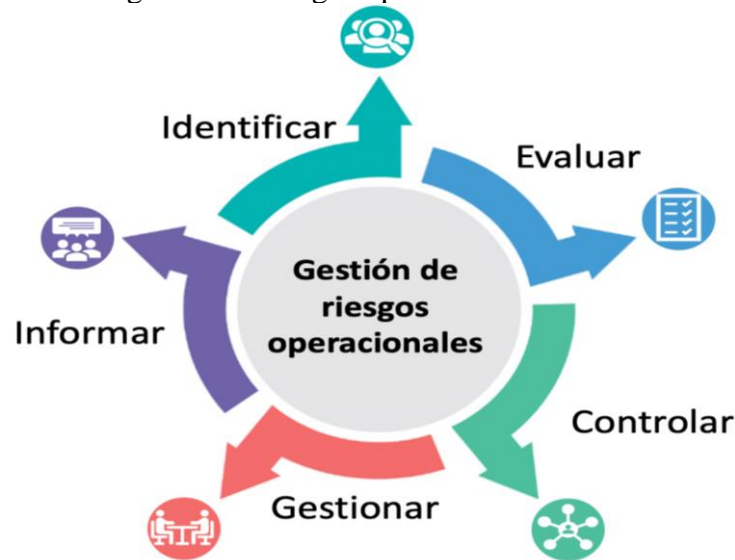 Identificar
Evaluar
Gestión de
riesgos
operacionales
Informar
Controlar
Gestionar